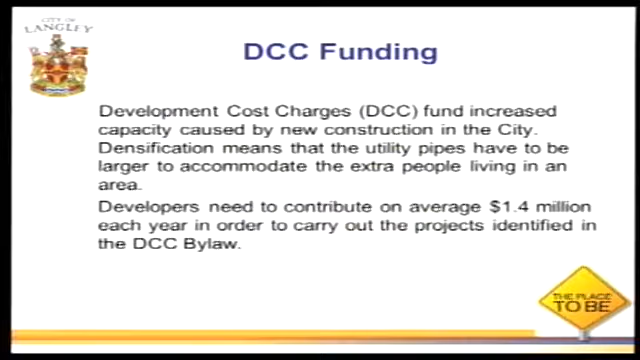 CITY OF
LANGLEY
DCC Funding
Development Cost Charges (DCC) fund increased
capacity caused by new construction in the City.
Densification means that the utility pipes have to be
larger to accommodate the extra people living in an
area.
Developers need to contribute on average $1.4 million
each year in order to carry out the projects identified in
the DCC Bylaw.
THE PLACE
TO BE